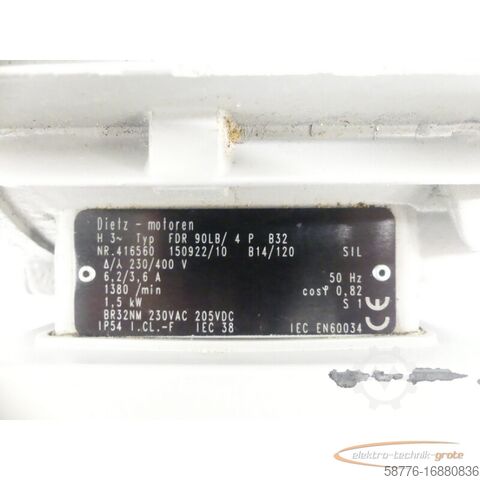 Dietz - motoren
H 3~ Typ FDR 90LB/ 4 P B32
NR.416560 150922/10 B14/120 SIL
Δ/⅄ 230/400 V
6,2/3,6 A 50 Hz
1380 /min cosφ 0,82
1,5 kW S 1
BR32NM 230VAC 205VDC CE
IP54 I.CL.-F IEC 38 IEC EN60034
elektro-technik-grote
58776-16880836